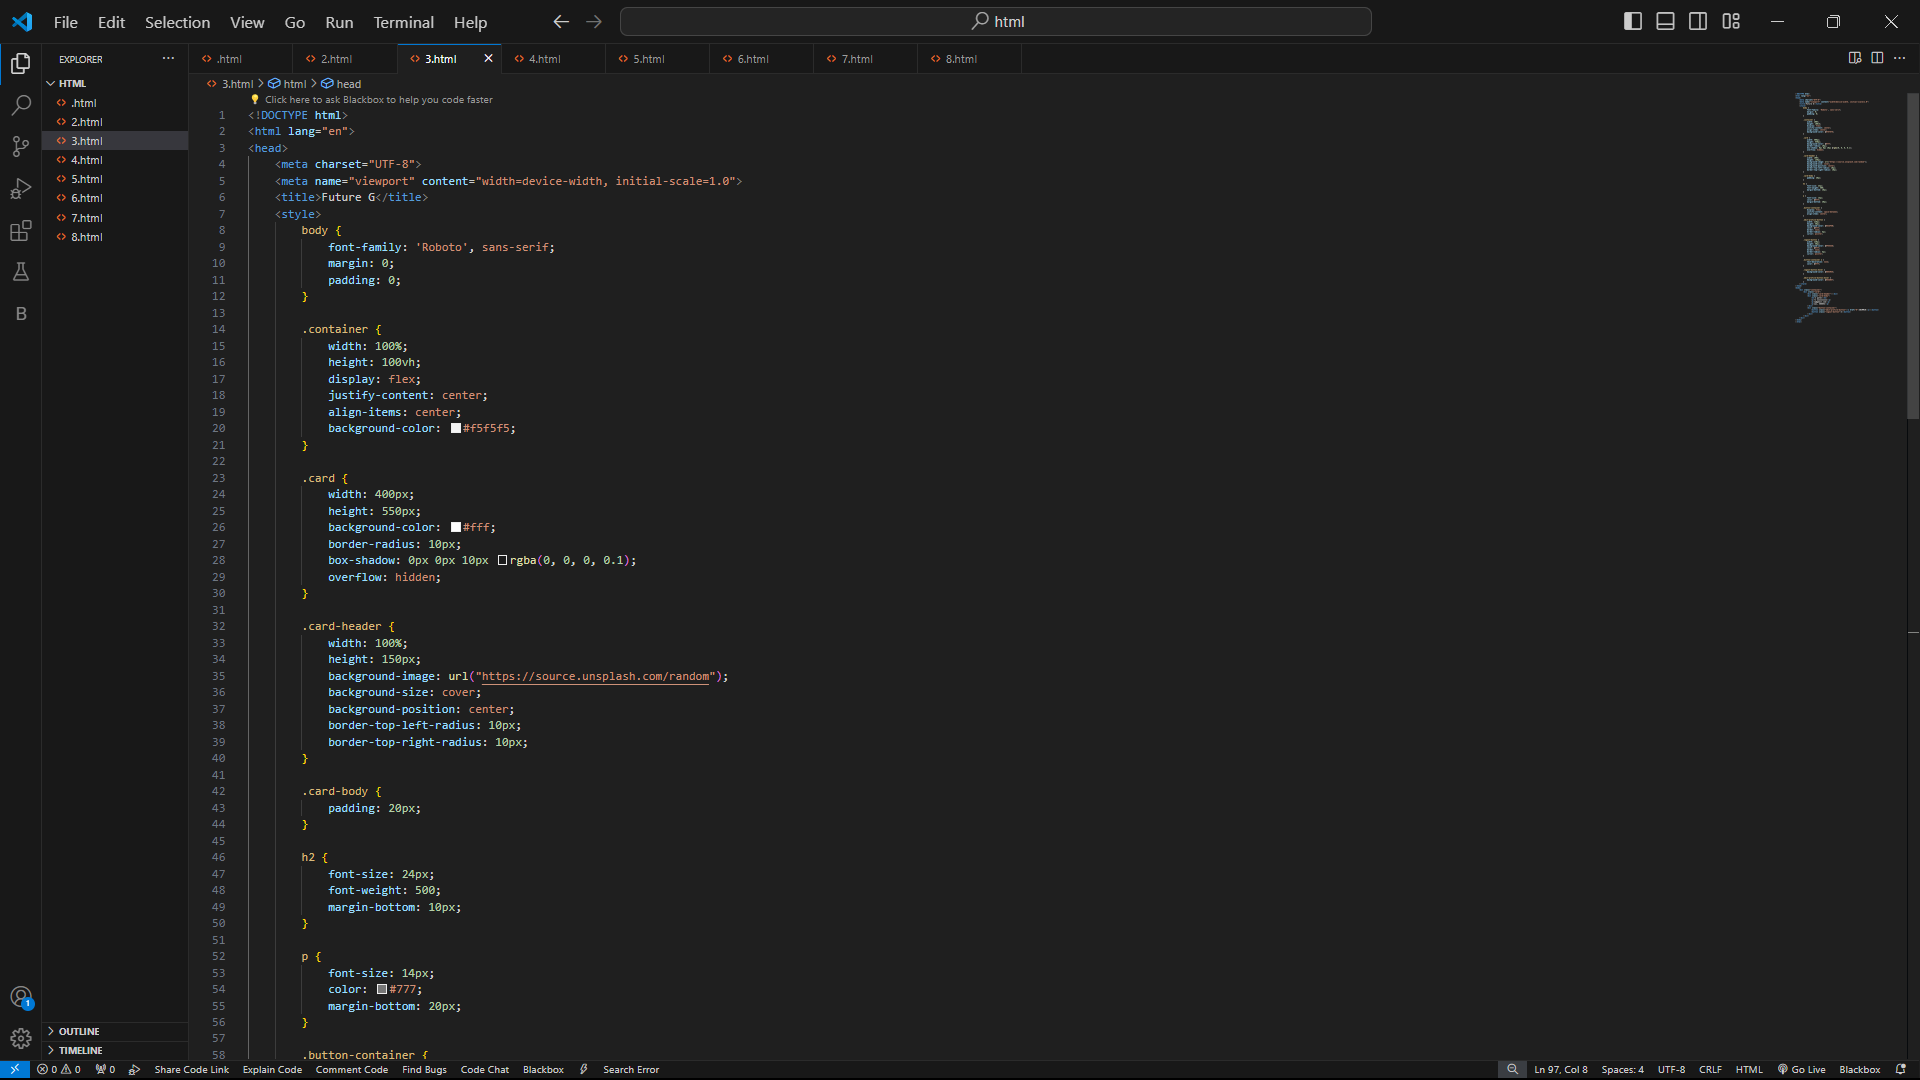 File Edit Selection View Go Run Terminal Help html
EXPLORER
HTML
.html
2.html
3.html
4.html
5.html
6.html
7.html
8.html
OUTLINE
TIMELINE
.html 2.html 3.html 4.html 5.html 6.html 7.html 8.html
3.html > html > head
Click here to ask Blackbox to help you code faster
1 <!DOCTYPE html>
2 <html lang="en">
3 <head>
4 <meta charset="UTF-8">
5 <meta name="viewport" content="width=device-width, initial-scale=1.0">
6 <title>Future G</title>
7 <style>
8 body {
9 font-family: 'Roboto', sans-serif;
10 margin: 0;
11 padding: 0;
12 }
13
14 .container {
15 width: 100%;
16 height: 100vh;
17 display: flex;
18 justify-content: center;
19 align-items: center;
20 background-color: #f5f5f5;
21 }
22
23 .card {
24 width: 400px;
25 height: 550px;
26 background-color: #fff;
27 border-radius: 10px;
28 box-shadow: 0px 0px 10px rgba(0, 0, 0, 0.1);
29 overflow: hidden;
30 }
31
32 .card-header {
33 width: 100%;
34 height: 150px;
35 background-image: url("https://source.unsplash.com/random");
36 background-size: cover;
37 background-position: center;
38 border-top-left-radius: 10px;
39 border-top-right-radius: 10px;
40 }
41
42 .card-body {
43 padding: 20px;
44 }
45
46 h2 {
47 font-size: 24px;
48 font-weight: 500;
49 margin-bottom: 10px;
50 }
51
52 p {
53 font-size: 14px;
54 color: #777;
55 margin-bottom: 20px;
56 }
57
58 .button-container {
B
1
0 0 0 Share Code Link Explain Code Comment Code Find Bugs Code Chat Blackbox Search Error Ln 97, Col 8 Spaces: 4 UTF-8 CRLF HTML Go Live Blackbox